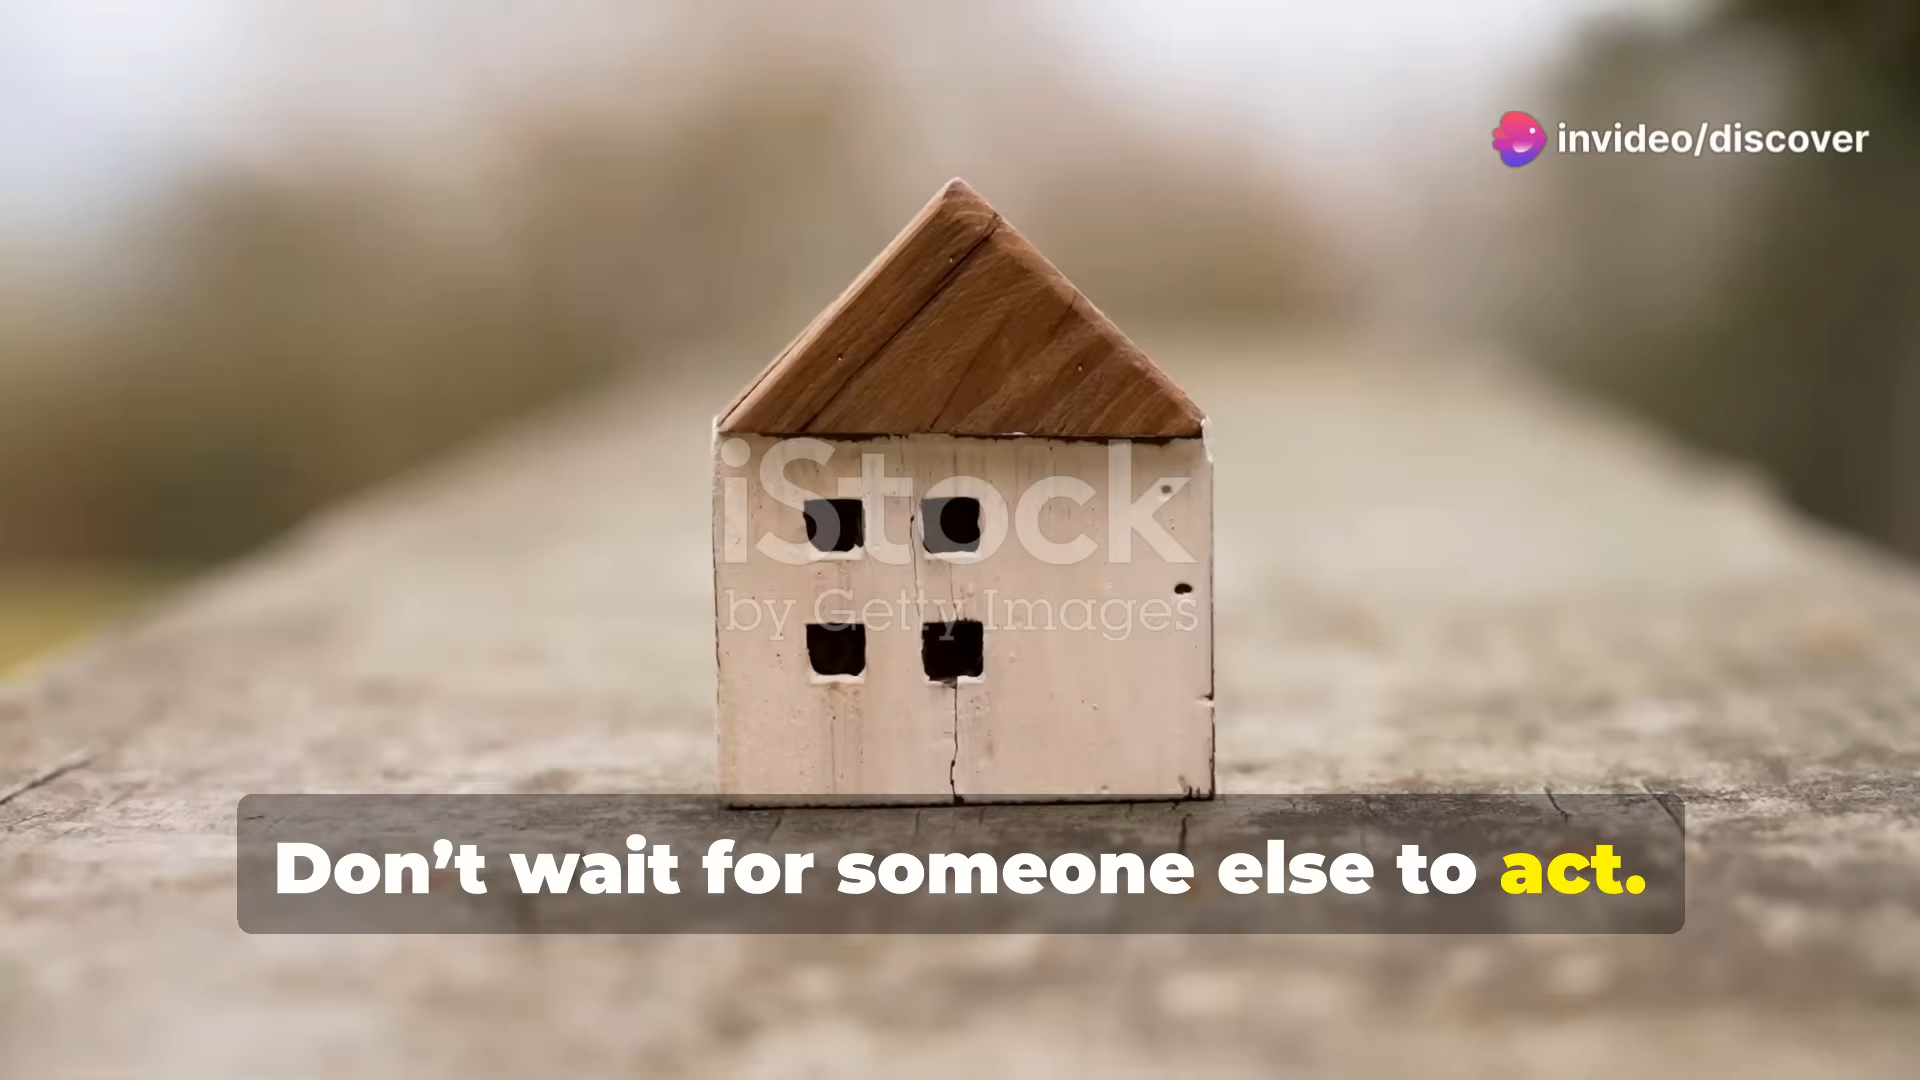 invideo/discover
iStock
by Getty Images
Don’t wait for someone else to act.